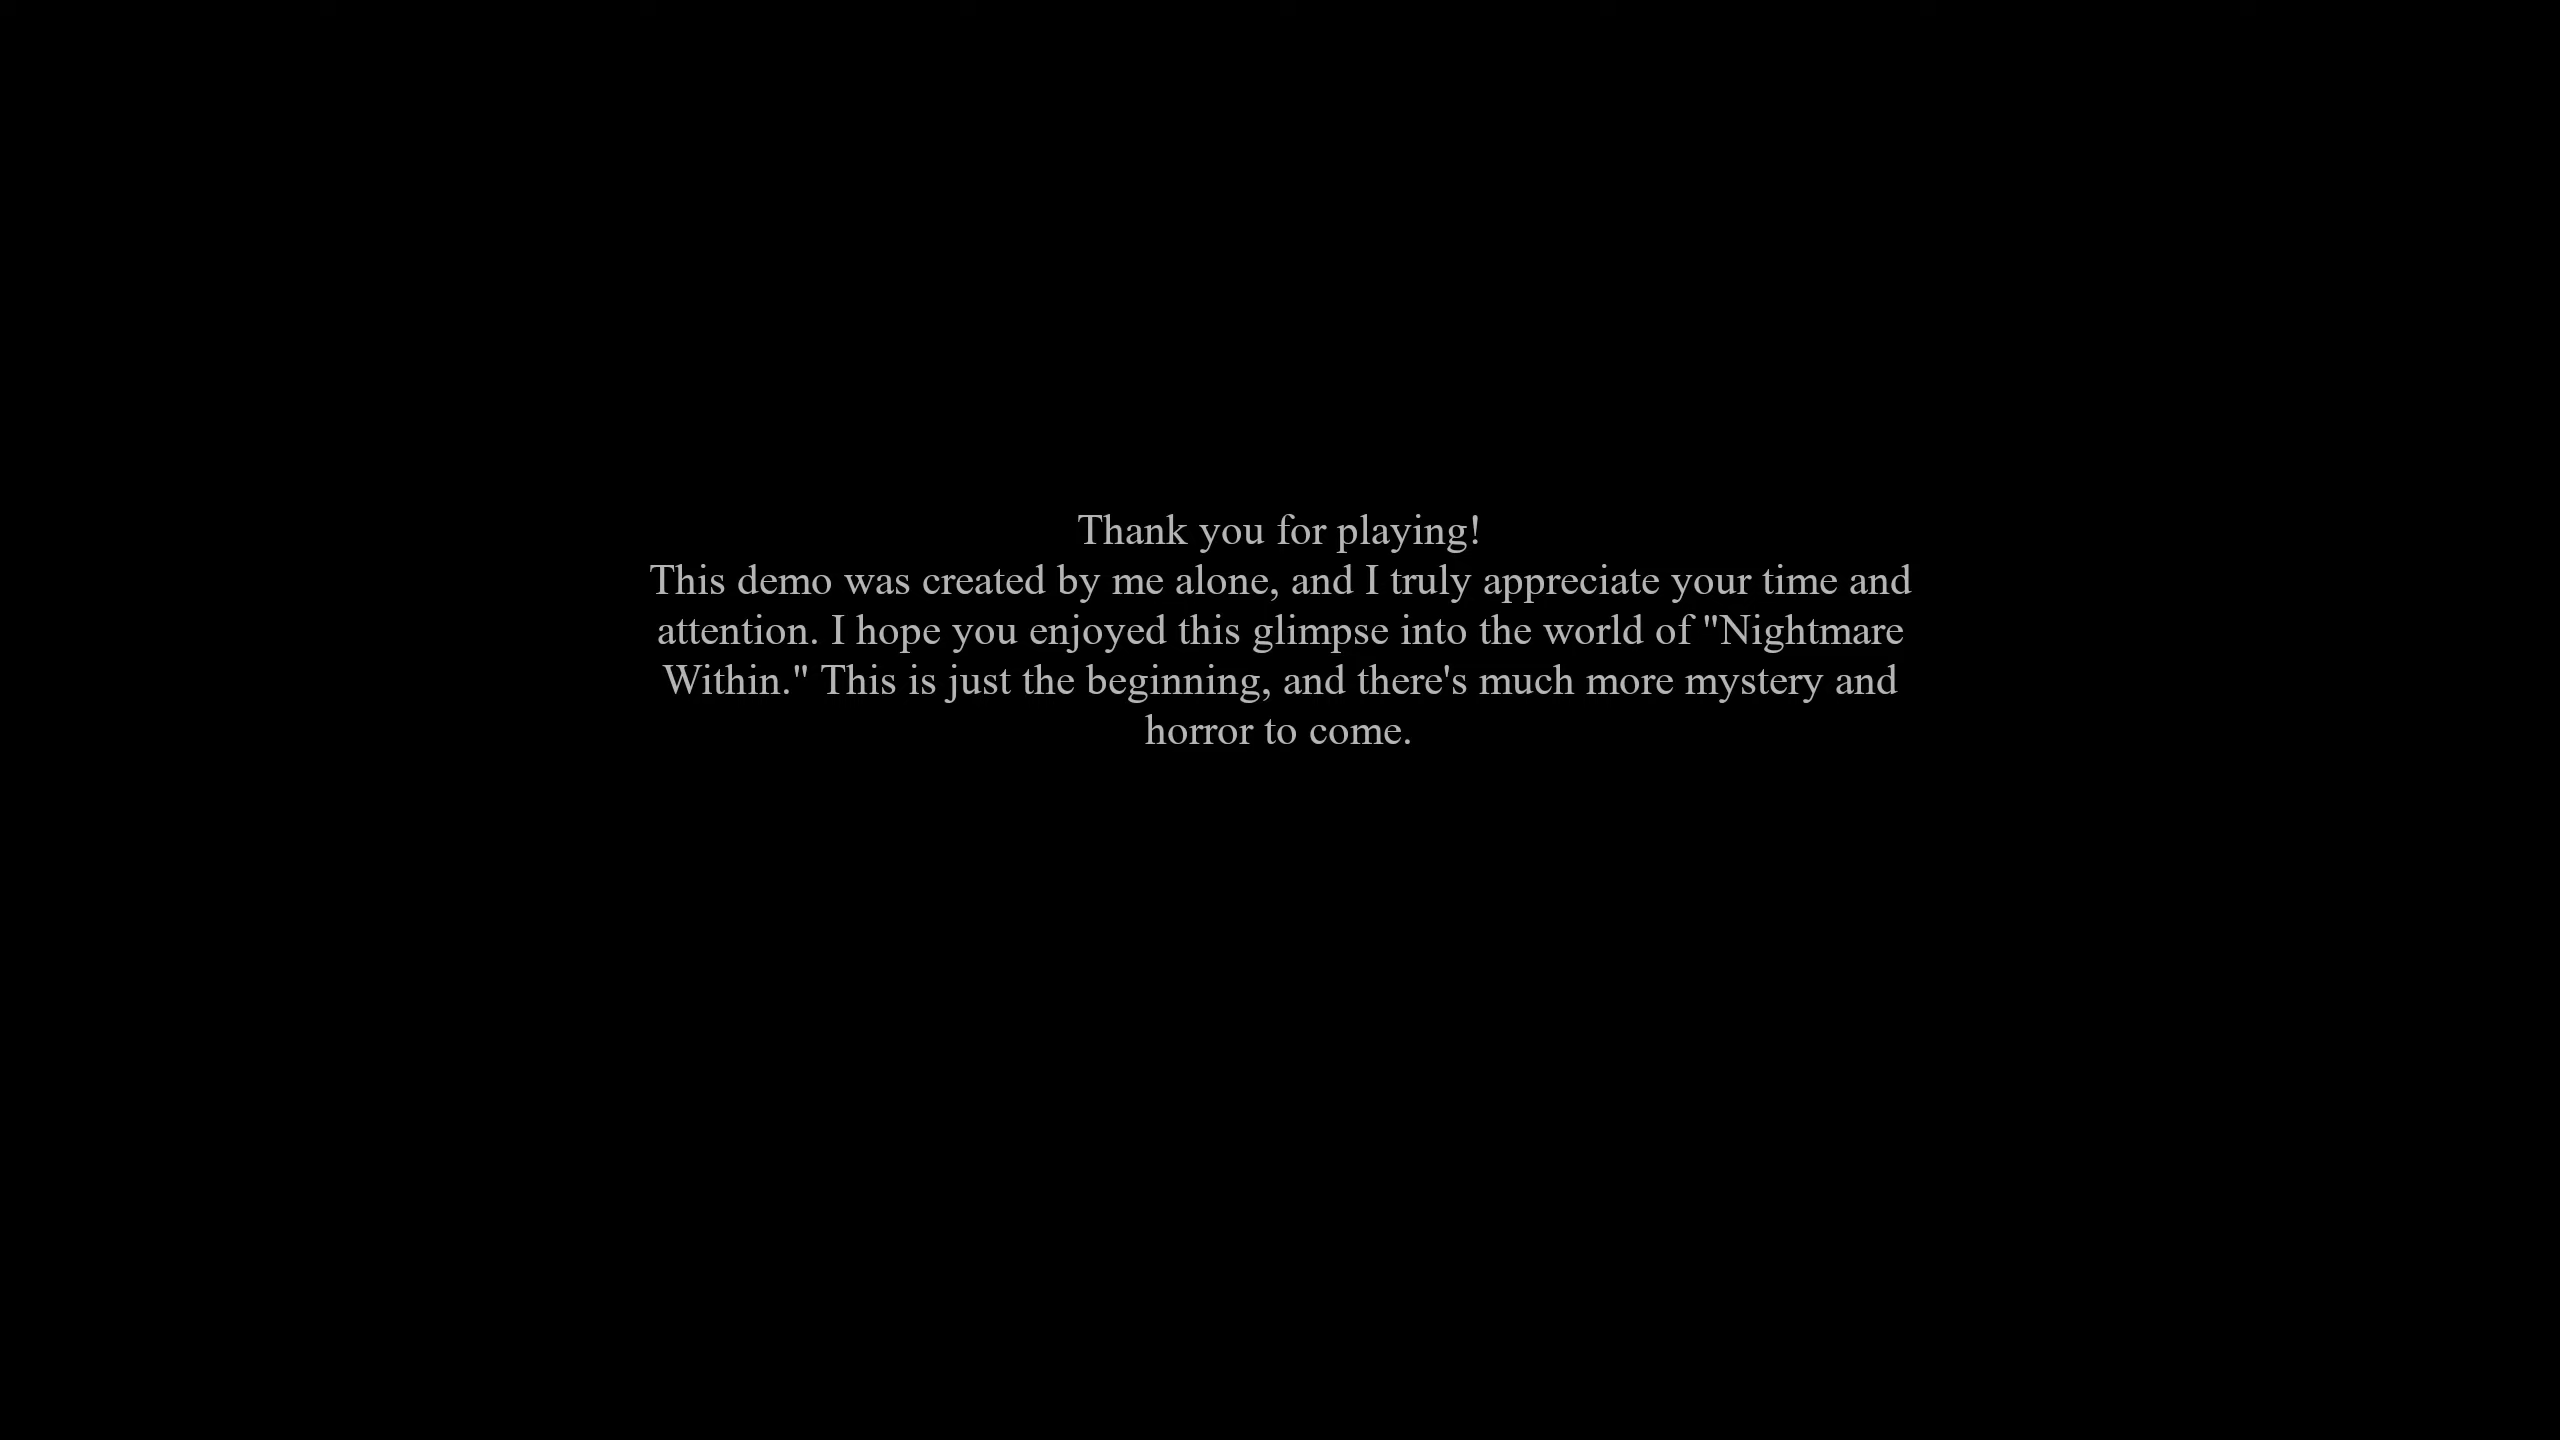 Thank you for playing!
This demo was created by me alone, and I truly appreciate your time and
attention. I hope you enjoyed this glimpse into the world of "Nightmare
Within." This is just the beginning, and there's much more mystery and
horror to come.